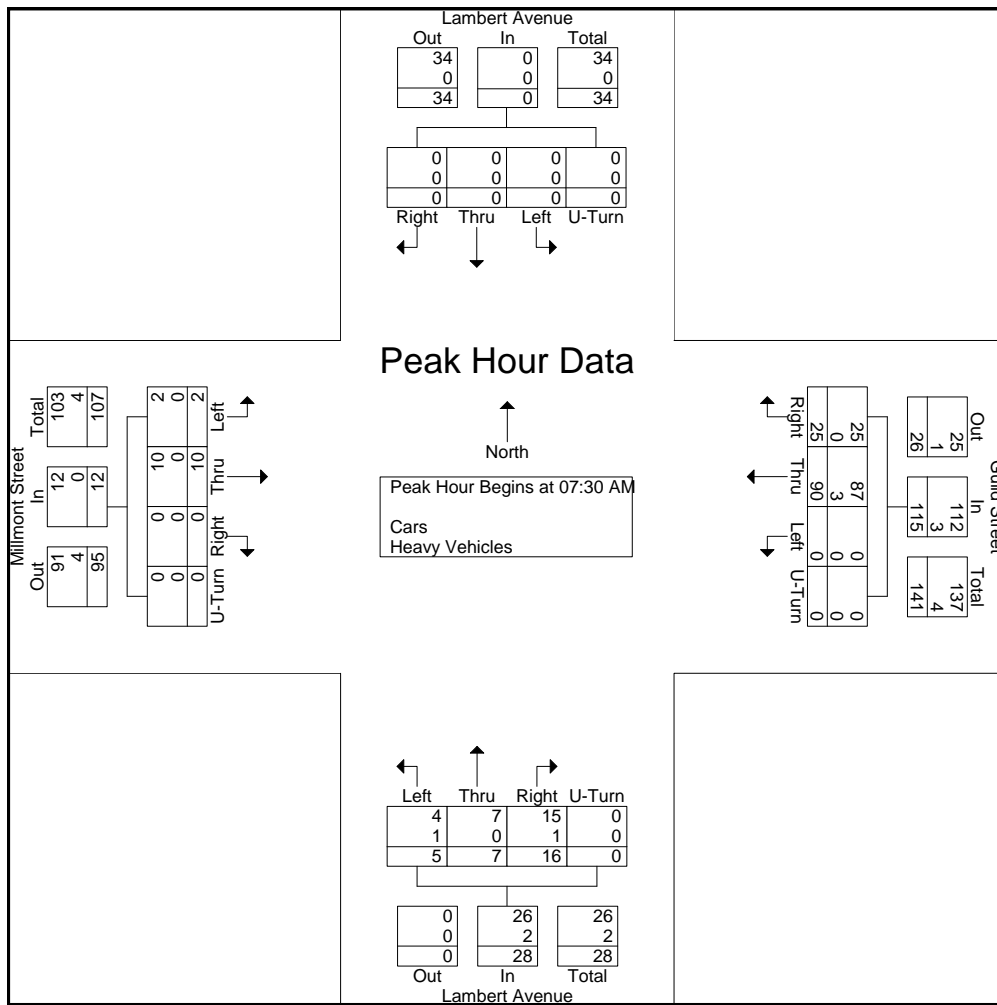 Lambert Avenue
Out In Total
34 0 34
0 0 0
34 0 34
0 0 0 0
0 0 0 0
0 0 0 0
Right Thru Left U-Turn
Peak Hour Data
North
Peak Hour Begins at 07:30 AM
Cars
Heavy Vehicles
Millmont Street
Out In Total
91 12 103
4 0 4
95 12 107
U-Turn Right Thru Left
0 0 10 2
0 0 0 0
0 0 10 2
Guild Street
Out In Total
25 112 137
1 3 4
26 115 141
25 87 0 0
0 3 0 0
25 90 0 0
Right Thru Left U-Turn
Left Thru Right U-Turn
4 7 15 0
1 0 1 0
5 7 16 0
0 26 26
0 2 2
0 28 28
Out In Total
Lambert Avenue